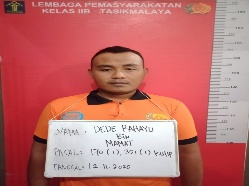 LEMBAGA PEMASYARAKATAN
KELAS IIB TASIKMALAYA
NAMA : DEDE RAHAYU
Bin
MAMAT
PASAL : 170 (1), 351 (1) KUHP
TANGGAL : 12.11.2020